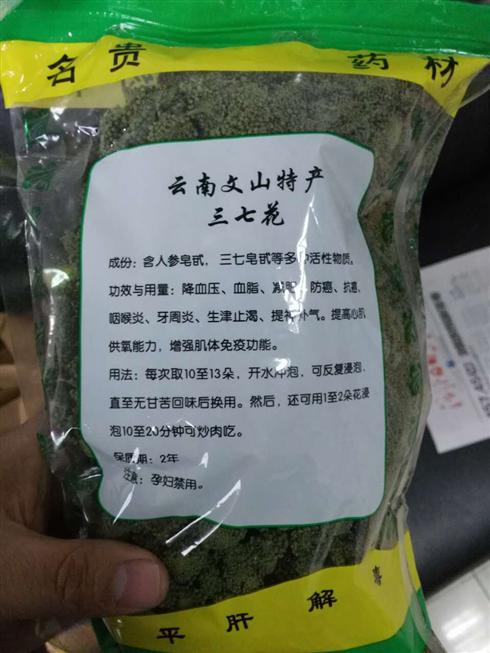 名贵药材
云南文山特产
三七花
成份：含人参皂甙，三七皂甙等多种活性物质。
功效与用量：降血压、血脂、减肥、防癌、抗癌、
咽喉炎、牙周炎、生津止渴、提神补气。提高心肌
供氧能力，增强肌体免疫功能。
用法：每次取10至13朵，开水冲泡，可反复浸泡，
直至无甘苦回味后换用。然后，还可用1至2朵花浸
泡10至20分钟可炒肉吃。
保质期：2年
注意：孕妇禁用。
平肝解毒